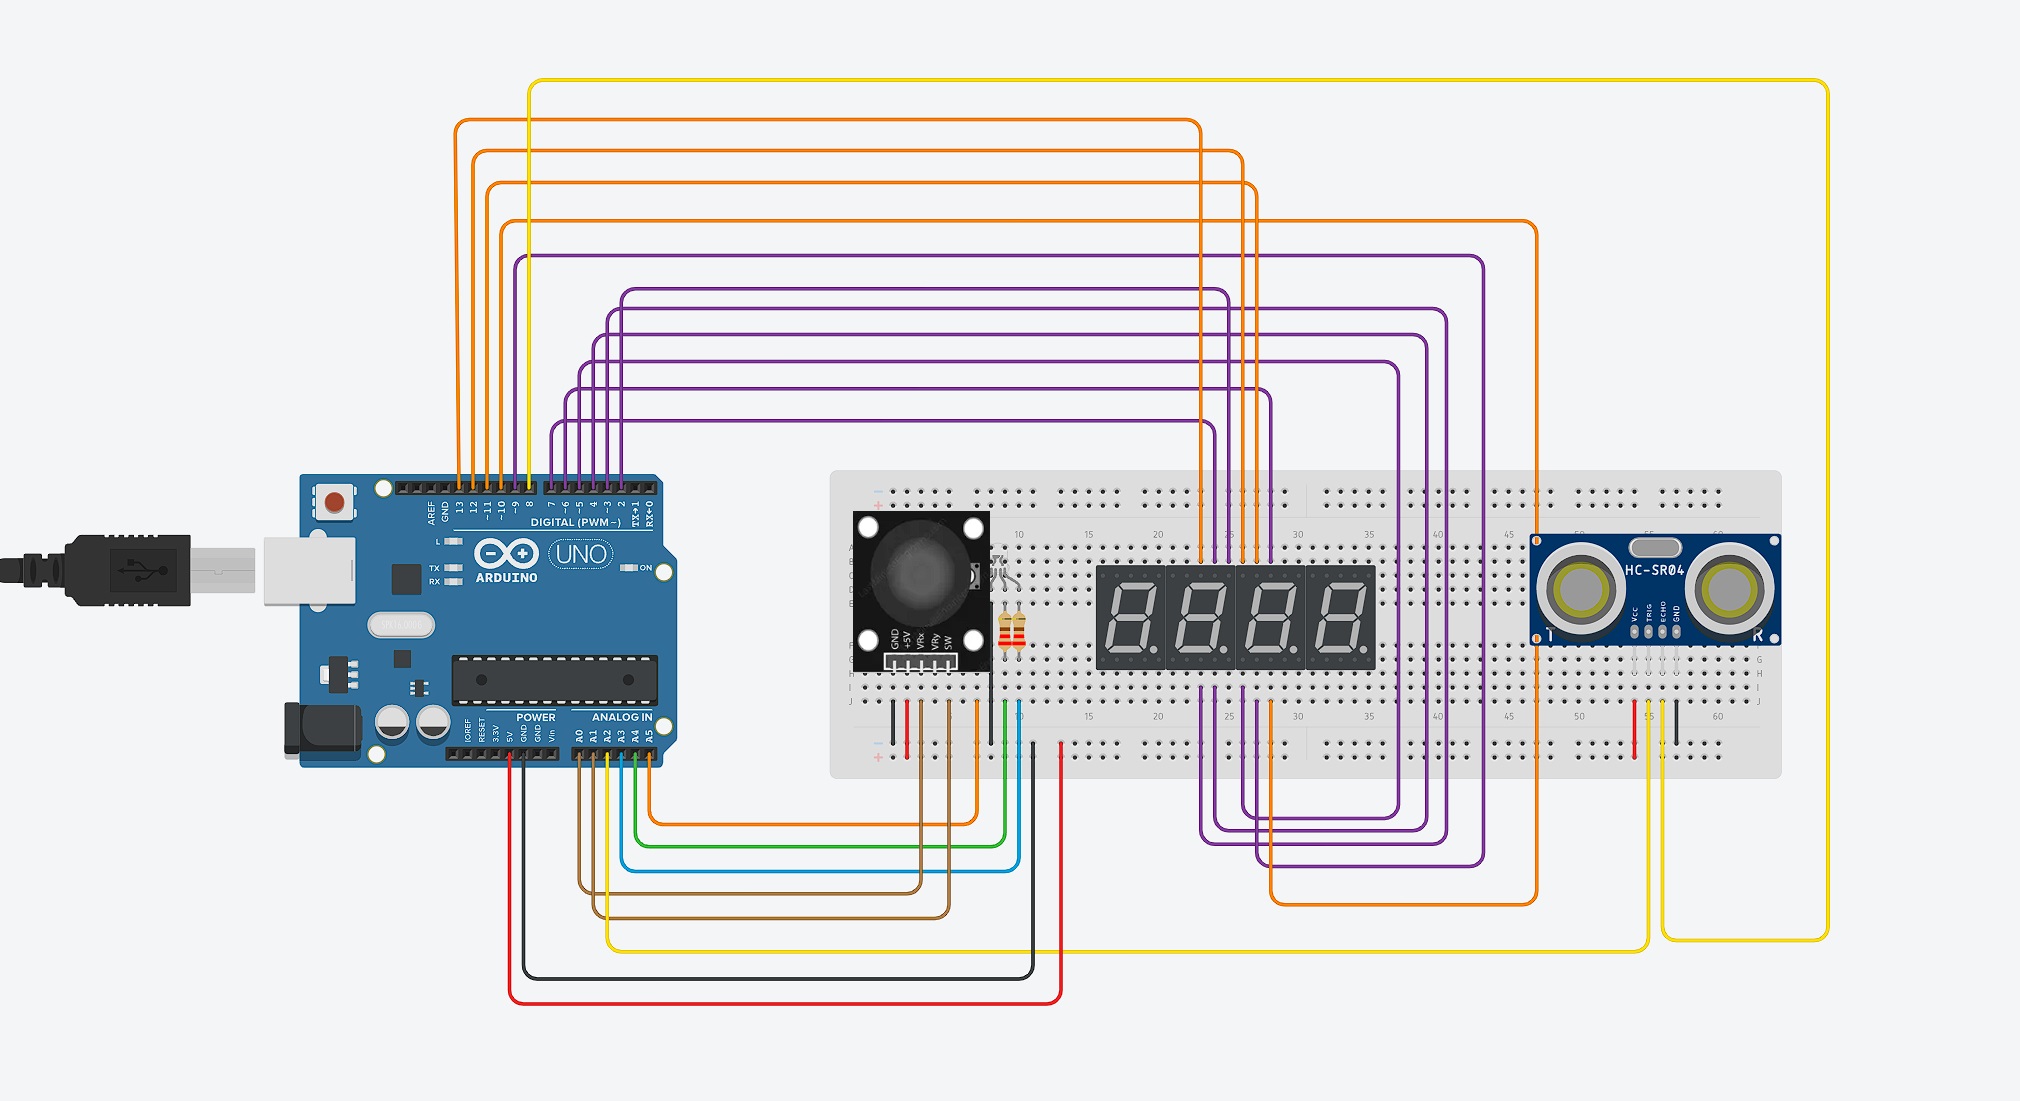 AREF
GND
13
12
~11
~10
~9
8
7
~6
~5
4
~3
2
TX→1
RX←0
DIGITAL (PWM~)
L
TX
RX
ARDUINO
UNO
ON
POWER
ANALOG IN
IOREF
RESET
3.3V
5V
GND
GND
Vin
A0
A1
A2
A3
A4
A5
GND
+5V
VRx
VRy
SW
10
15
20
25
30
35
40
45
50
55
60
HC-SR04
VCC
TRIG
ECHO
GND
T
R
F
G
H
I
J
G
H
I
J
5
10
15
20
25
30
35
40
45
50
55
60